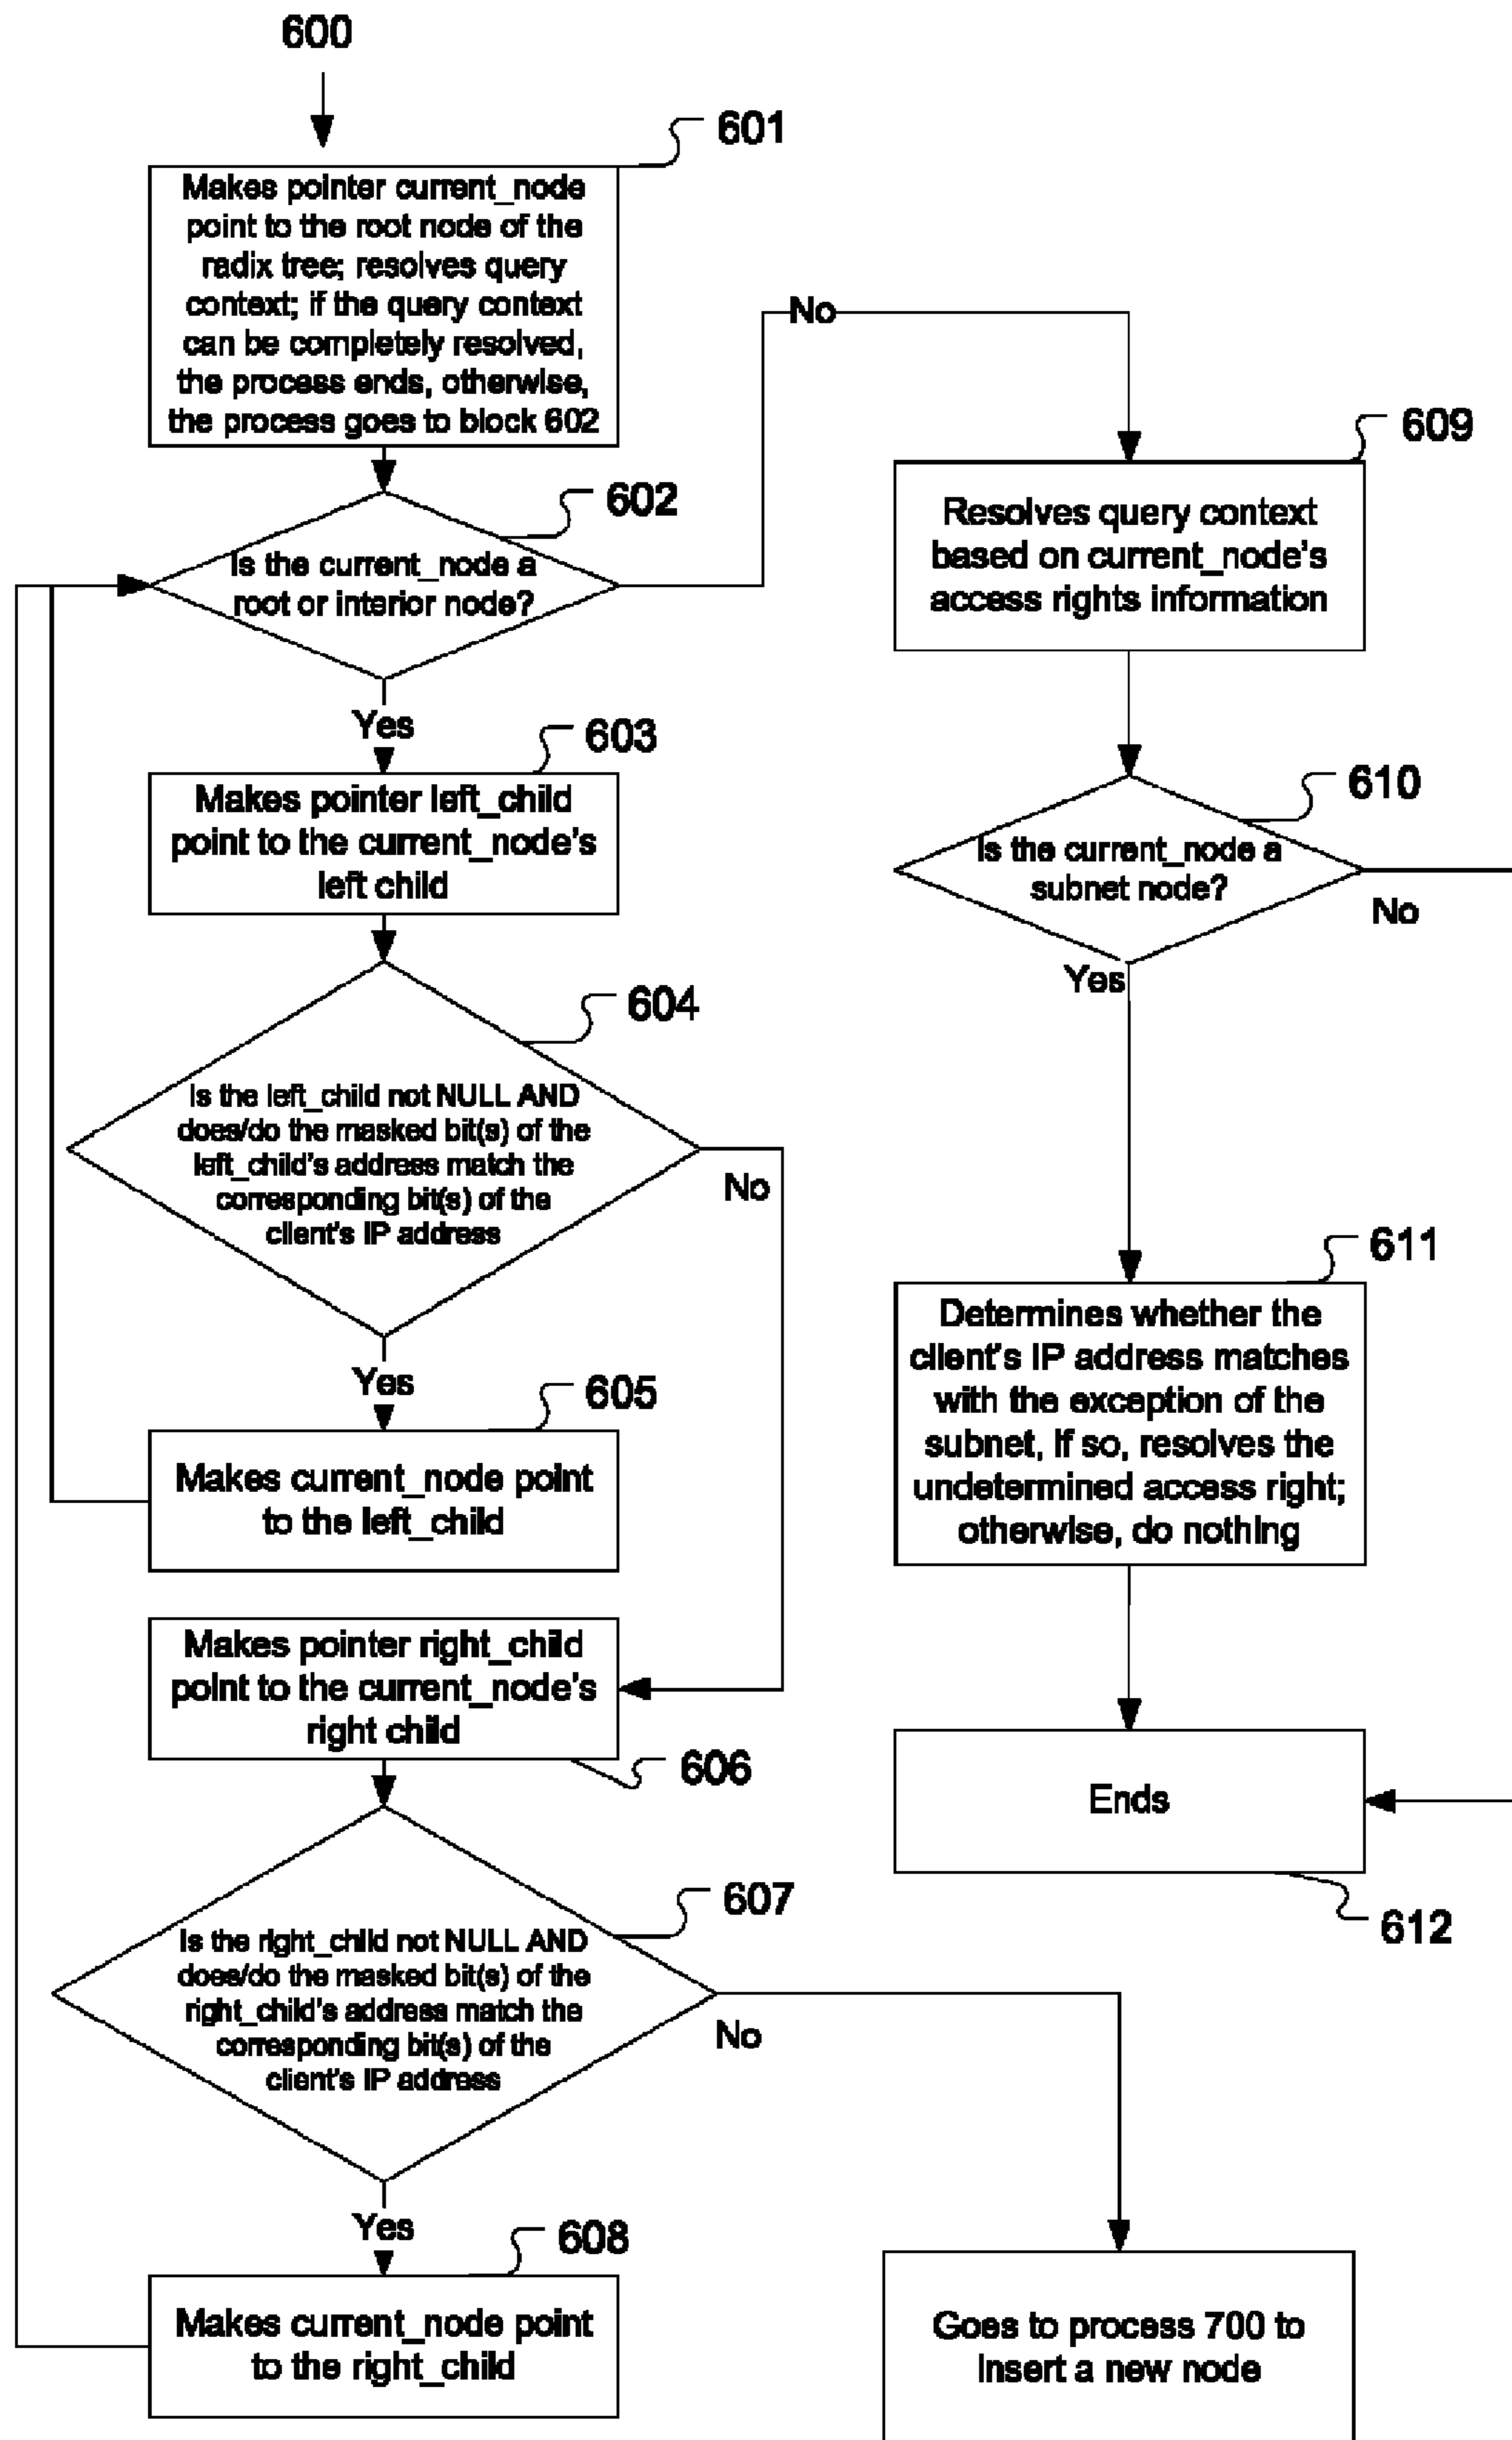 600
601
Makes pointer current_node
point to the root node of the
radix tree; resolves query
context; if the query context
can be completely resolved,
the process ends, otherwise,
the process goes to block 602
602
Is the current_node a
root or interior node?
No
Yes
603
Makes pointer left_child
point to the current_node's
left child
604
Is the left_child not NULL AND
does/do the masked bit(s) of the
left_child's address match the
corresponding bit(s) of the
client's IP address
No
Yes
605
Makes current_node point
to the left_child
Makes pointer right_child
point to the current_node's
right child
606
607
Is the right_child not NULL AND
does/do the masked bit(s) of the
right_child's address match the
corresponding bit(s) of the
client's IP address
No
Yes
608
Makes current_node point
to the right_child
609
Resolves query context
based on current_node's
access rights information
610
Is the current_node a
subnet node?
No
Yes
611
Determines whether the
client's IP address matches
with the exception of the
subnet, if so, resolves the
undetermined access right;
otherwise, do nothing
Ends
612
Goes to process 700 to
insert a new node